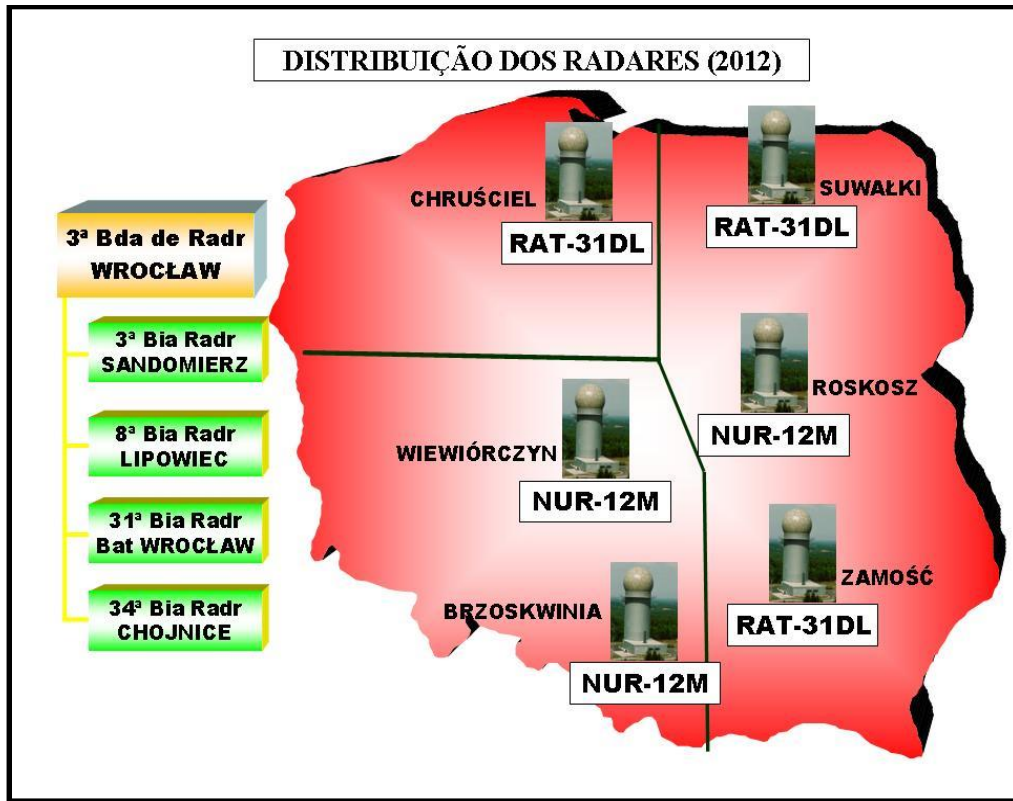 DISTRIBUIÇÃO DOS RADARES (2012)
3ª Bda de Radr
WROCŁAW
3ª Bia Radr
SANDOMIERZ
8ª Bia Radr
LIPOWIEC
31ª Bia Radr
Bat WROCŁAW
34ª Bia Radr
CHOJNICE
CHRUŚCIEL
RAT-31DL
SUWAŁKI
RAT-31DL
ROSKOSZ
NUR-12M
WIEWIÓRCZYN
NUR-12M
ZAMOŚĆ
RAT-31DL
BRZOSKWINIA
NUR-12M